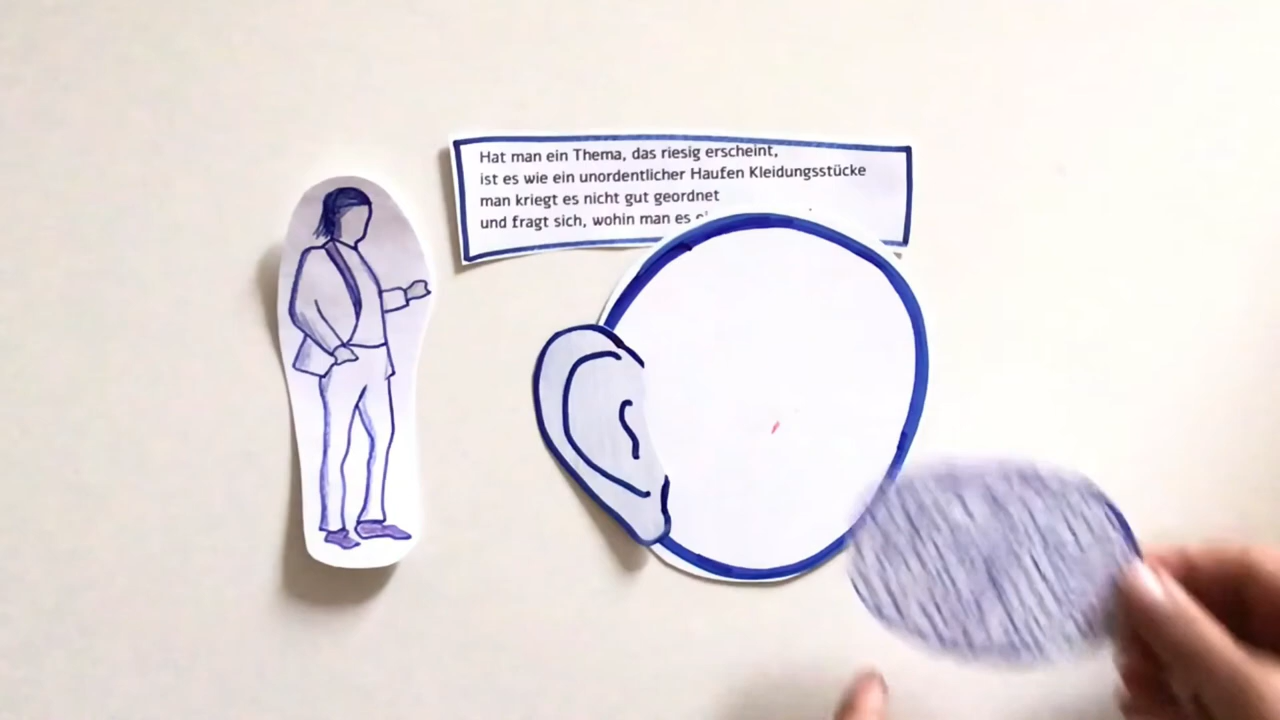 Hat man ein Thema, das riesig erscheint,
ist es wie ein unordentlicher Haufen Kleidungsstücke
man kriegt es nicht gut geordnet
und fragt sich, wohin man es